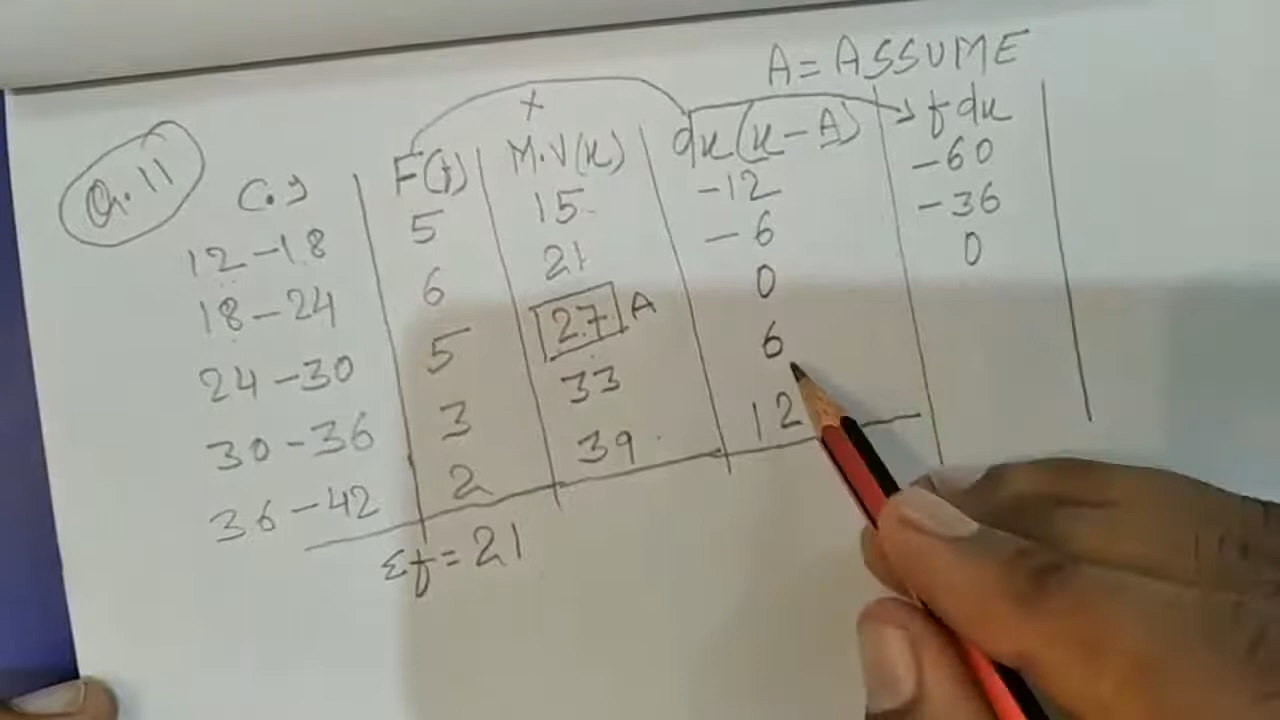 A = ASSUME
Q.11
×
C.I F(f) M.V(x) dx(x-A) fdx
12-18 5 15 -12 -60
18-24 6 21 -6 -36
24-30 5 27 A 0 0
30-36 3 33 6
36-42 2 39 12
Σf = 21